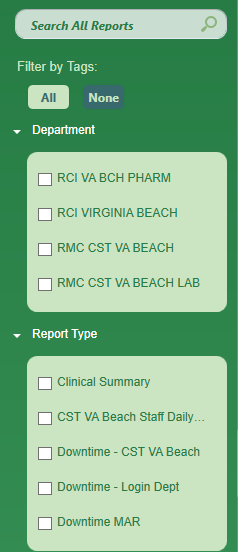 Search All Reports
Filter by Tags:
All None
Department
RCI VA BCH PHARM
RCI VIRGINIA BEACH
RMC CST VA BEACH
RMC CST VA BEACH LAB
Report Type
Clinical Summary
CST VA Beach Staff Daily...
Downtime - CST VA Beach
Downtime - Login Dept
Downtime MAR